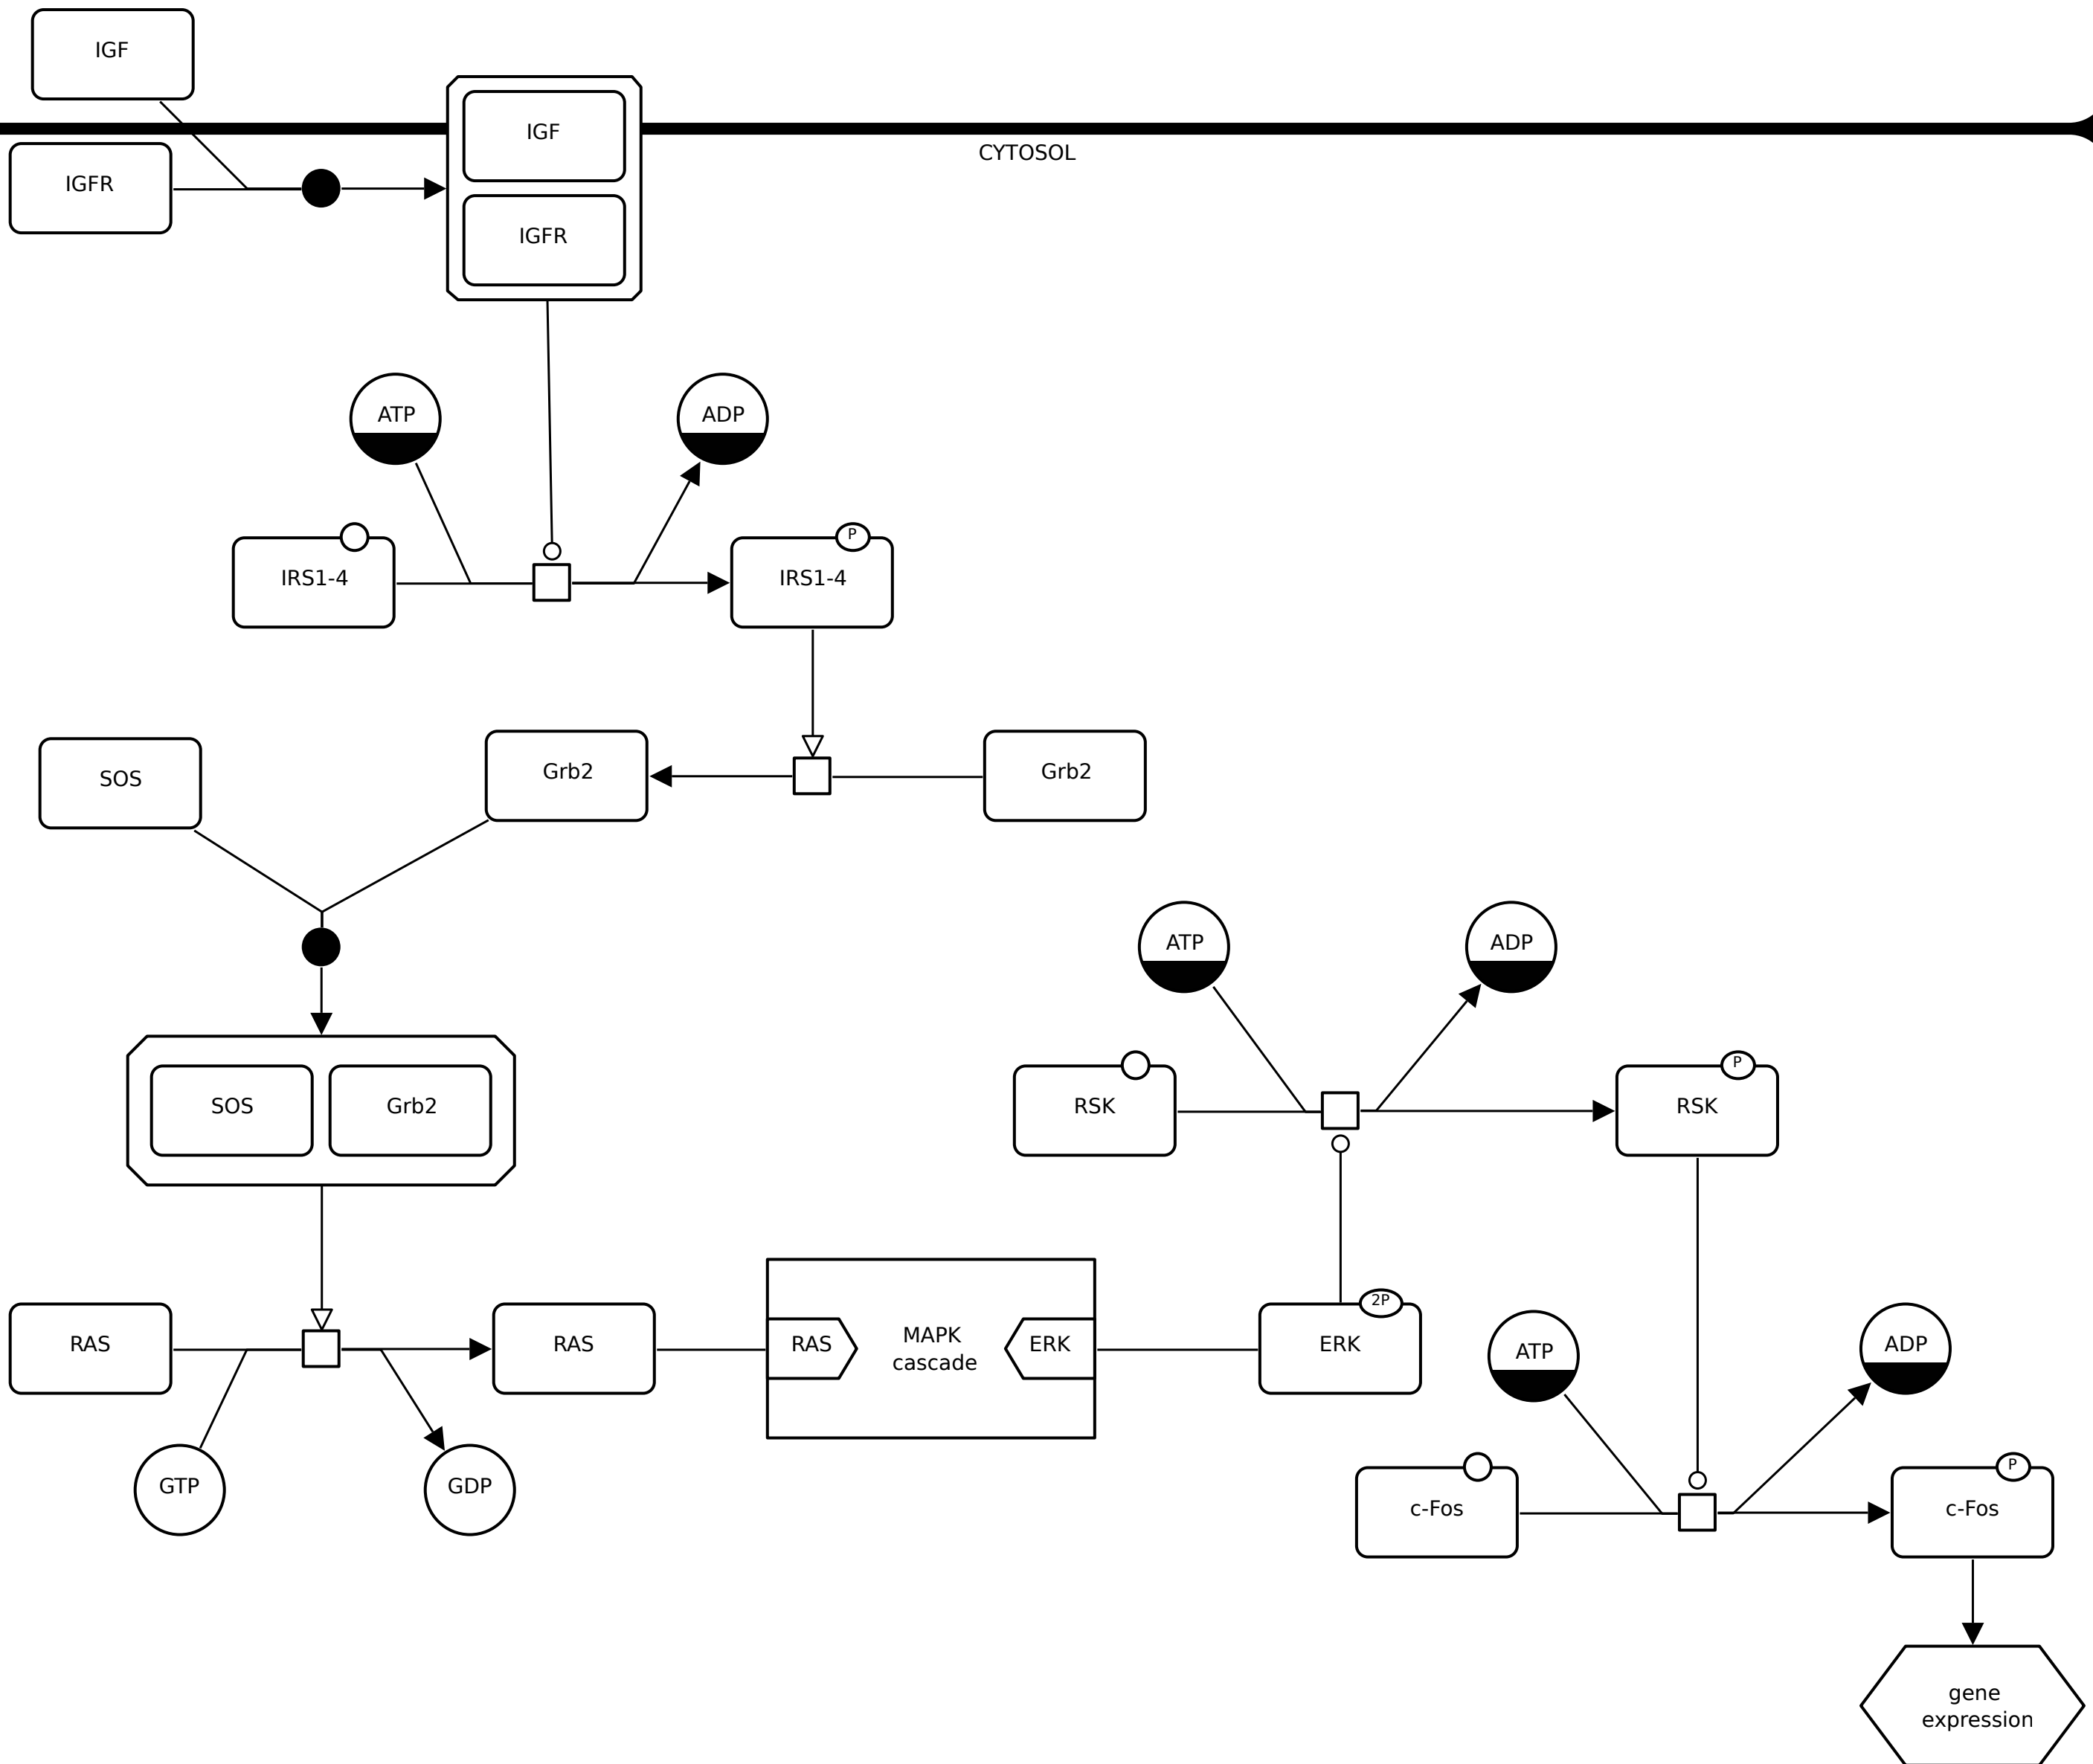 IGF
IGF
CYTOSOL
IGFR
IGFR
ATP
ADP
P
IRS1-4
IRS1-4
SOS
Grb2
Grb2
ATP
ADP
P
SOS
Grb2
RSK
RSK
2P
RAS
RAS
RAS
MAPK
cascade
ERK
ERK
ATP
ADP
GTP
GDP
P
c-Fos
c-Fos
gene
expression